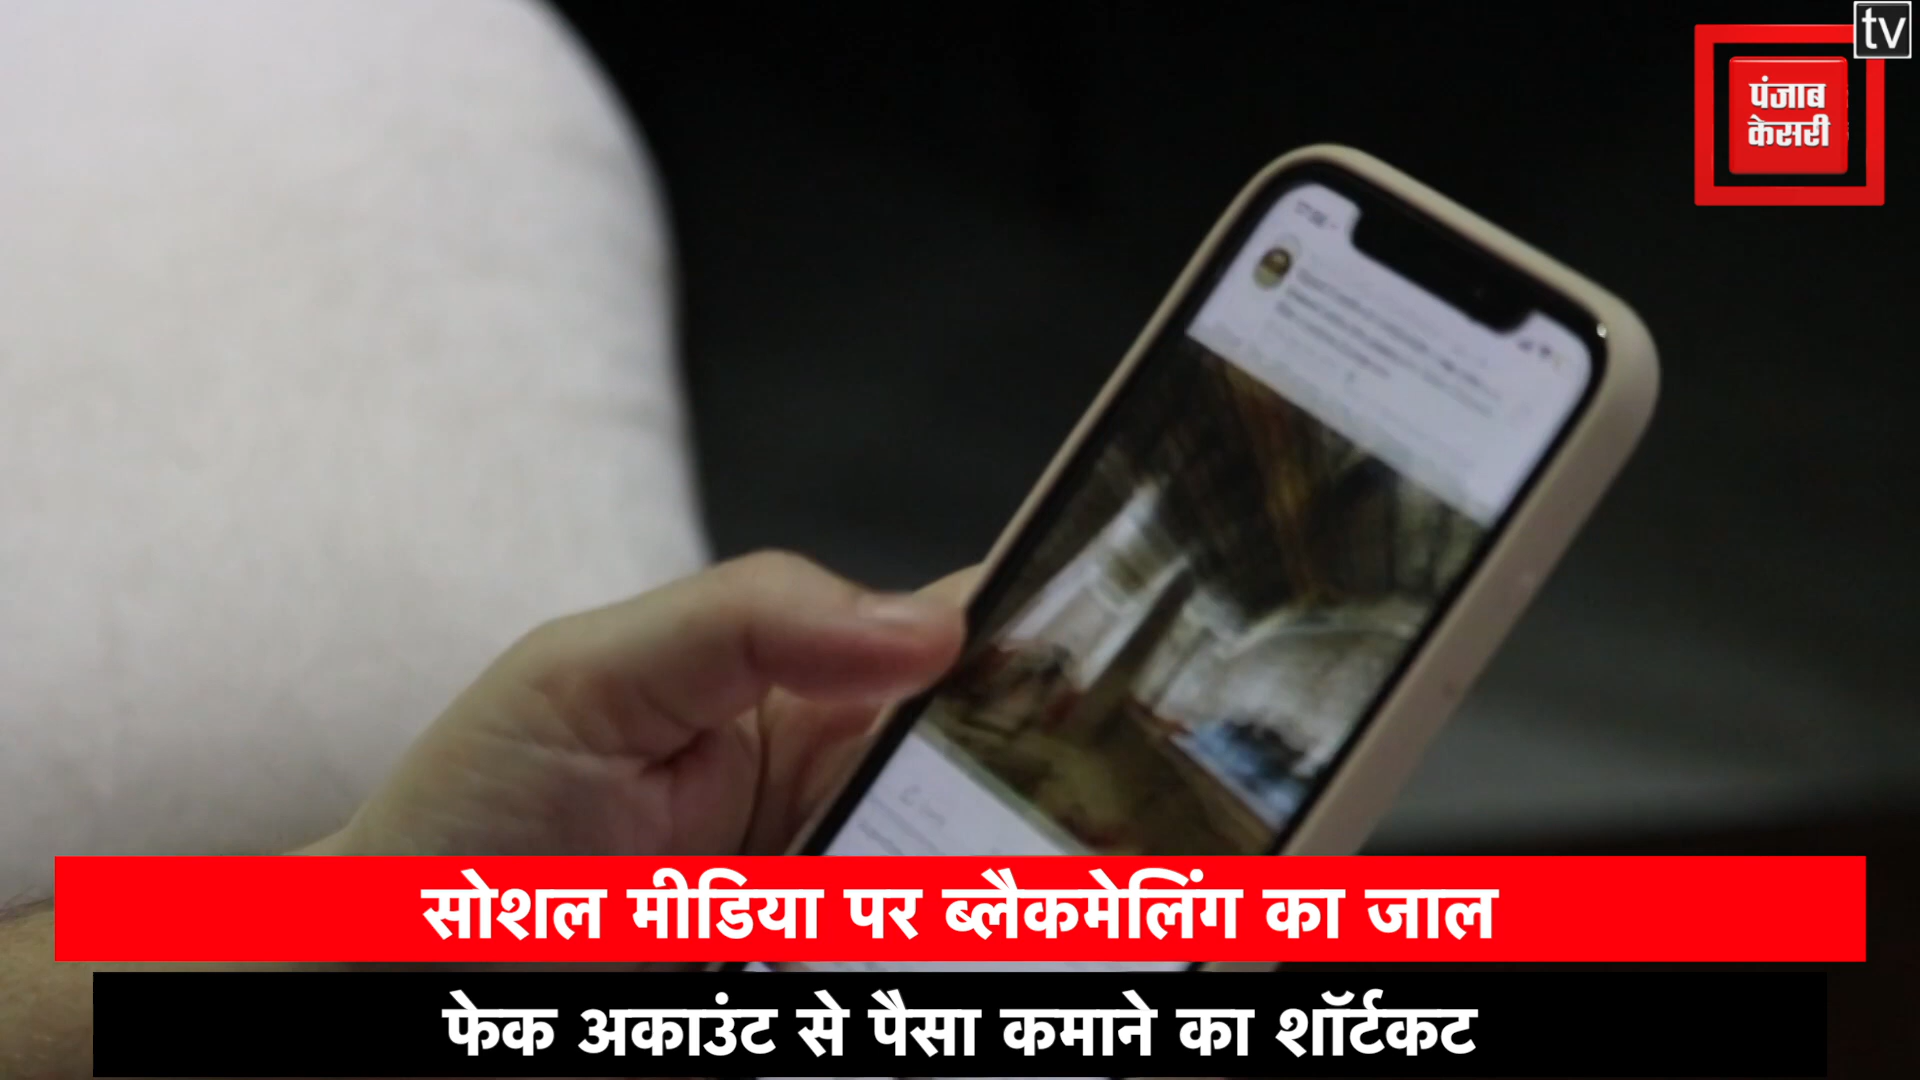 tv
पंजाब
केसरी
सोशल मीडिया पर ब्लैकमेलिंग का जाल
फेक अकाउंट से पैसा कमाने का शॉर्टकट